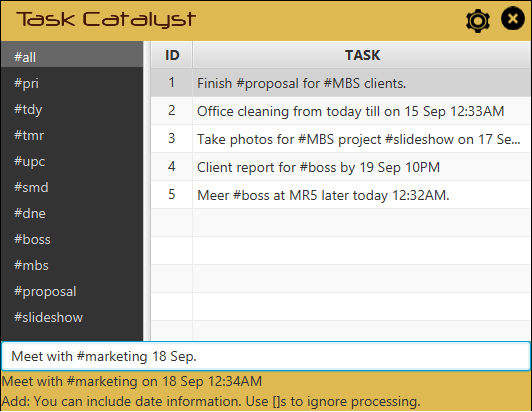 Task Catalyst
#all
#pri
#tdy
#tmr
#upc
#smd
#dne
#boss
#mbs
#proposal
#slideshow
ID TASK
1 Finish #proposal for #MBS clients.
2 Office cleaning from today till on 15 Sep 12:33AM
3 Take photos for #MBS project #slideshow on 17 Se...
4 Client report for #boss by 19 Sep 10PM
5 Meer #boss at MR5 later today 12:32AM.
Meet with #marketing 18 Sep.
Meet with #marketing on 18 Sep 12:34AM
Add: You can include date information. Use []s to ignore processing.